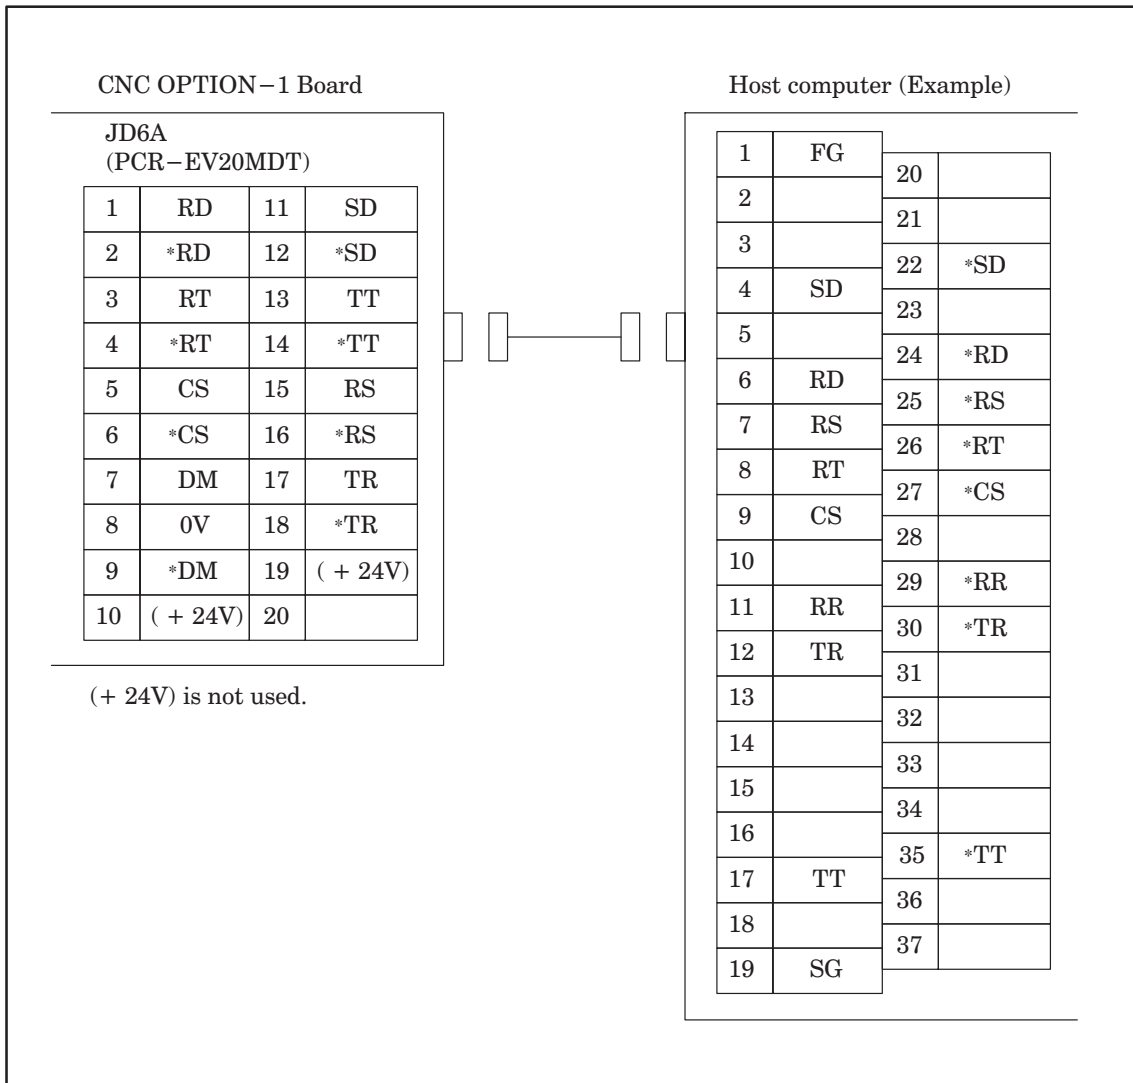 CNC OPTION−1 Board
JD6A
(PCR−EV20MDT)
1 RD 11 SD
2 *RD 12 *SD
3 RT 13 TT
4 *RT 14 *TT
5 CS 15 RS
6 *CS 16 *RS
7 DM 17 TR
8 0V 18 *TR
9 *DM 19 ( + 24V)
10 ( + 24V) 20
(+ 24V) is not used.
Host computer (Example)
1 FG
2
3
4 SD
5
6 RD
7 RS
8 RT
9 CS
10
11 RR
12 TR
13
14
15
16
17 TT
18
19 SG
20
21
22 *SD
23
24 *RD
25 *RS
26 *RT
27 *CS
28
29 *RR
30 *TR
31
32
33
34
35 *TT
36
37